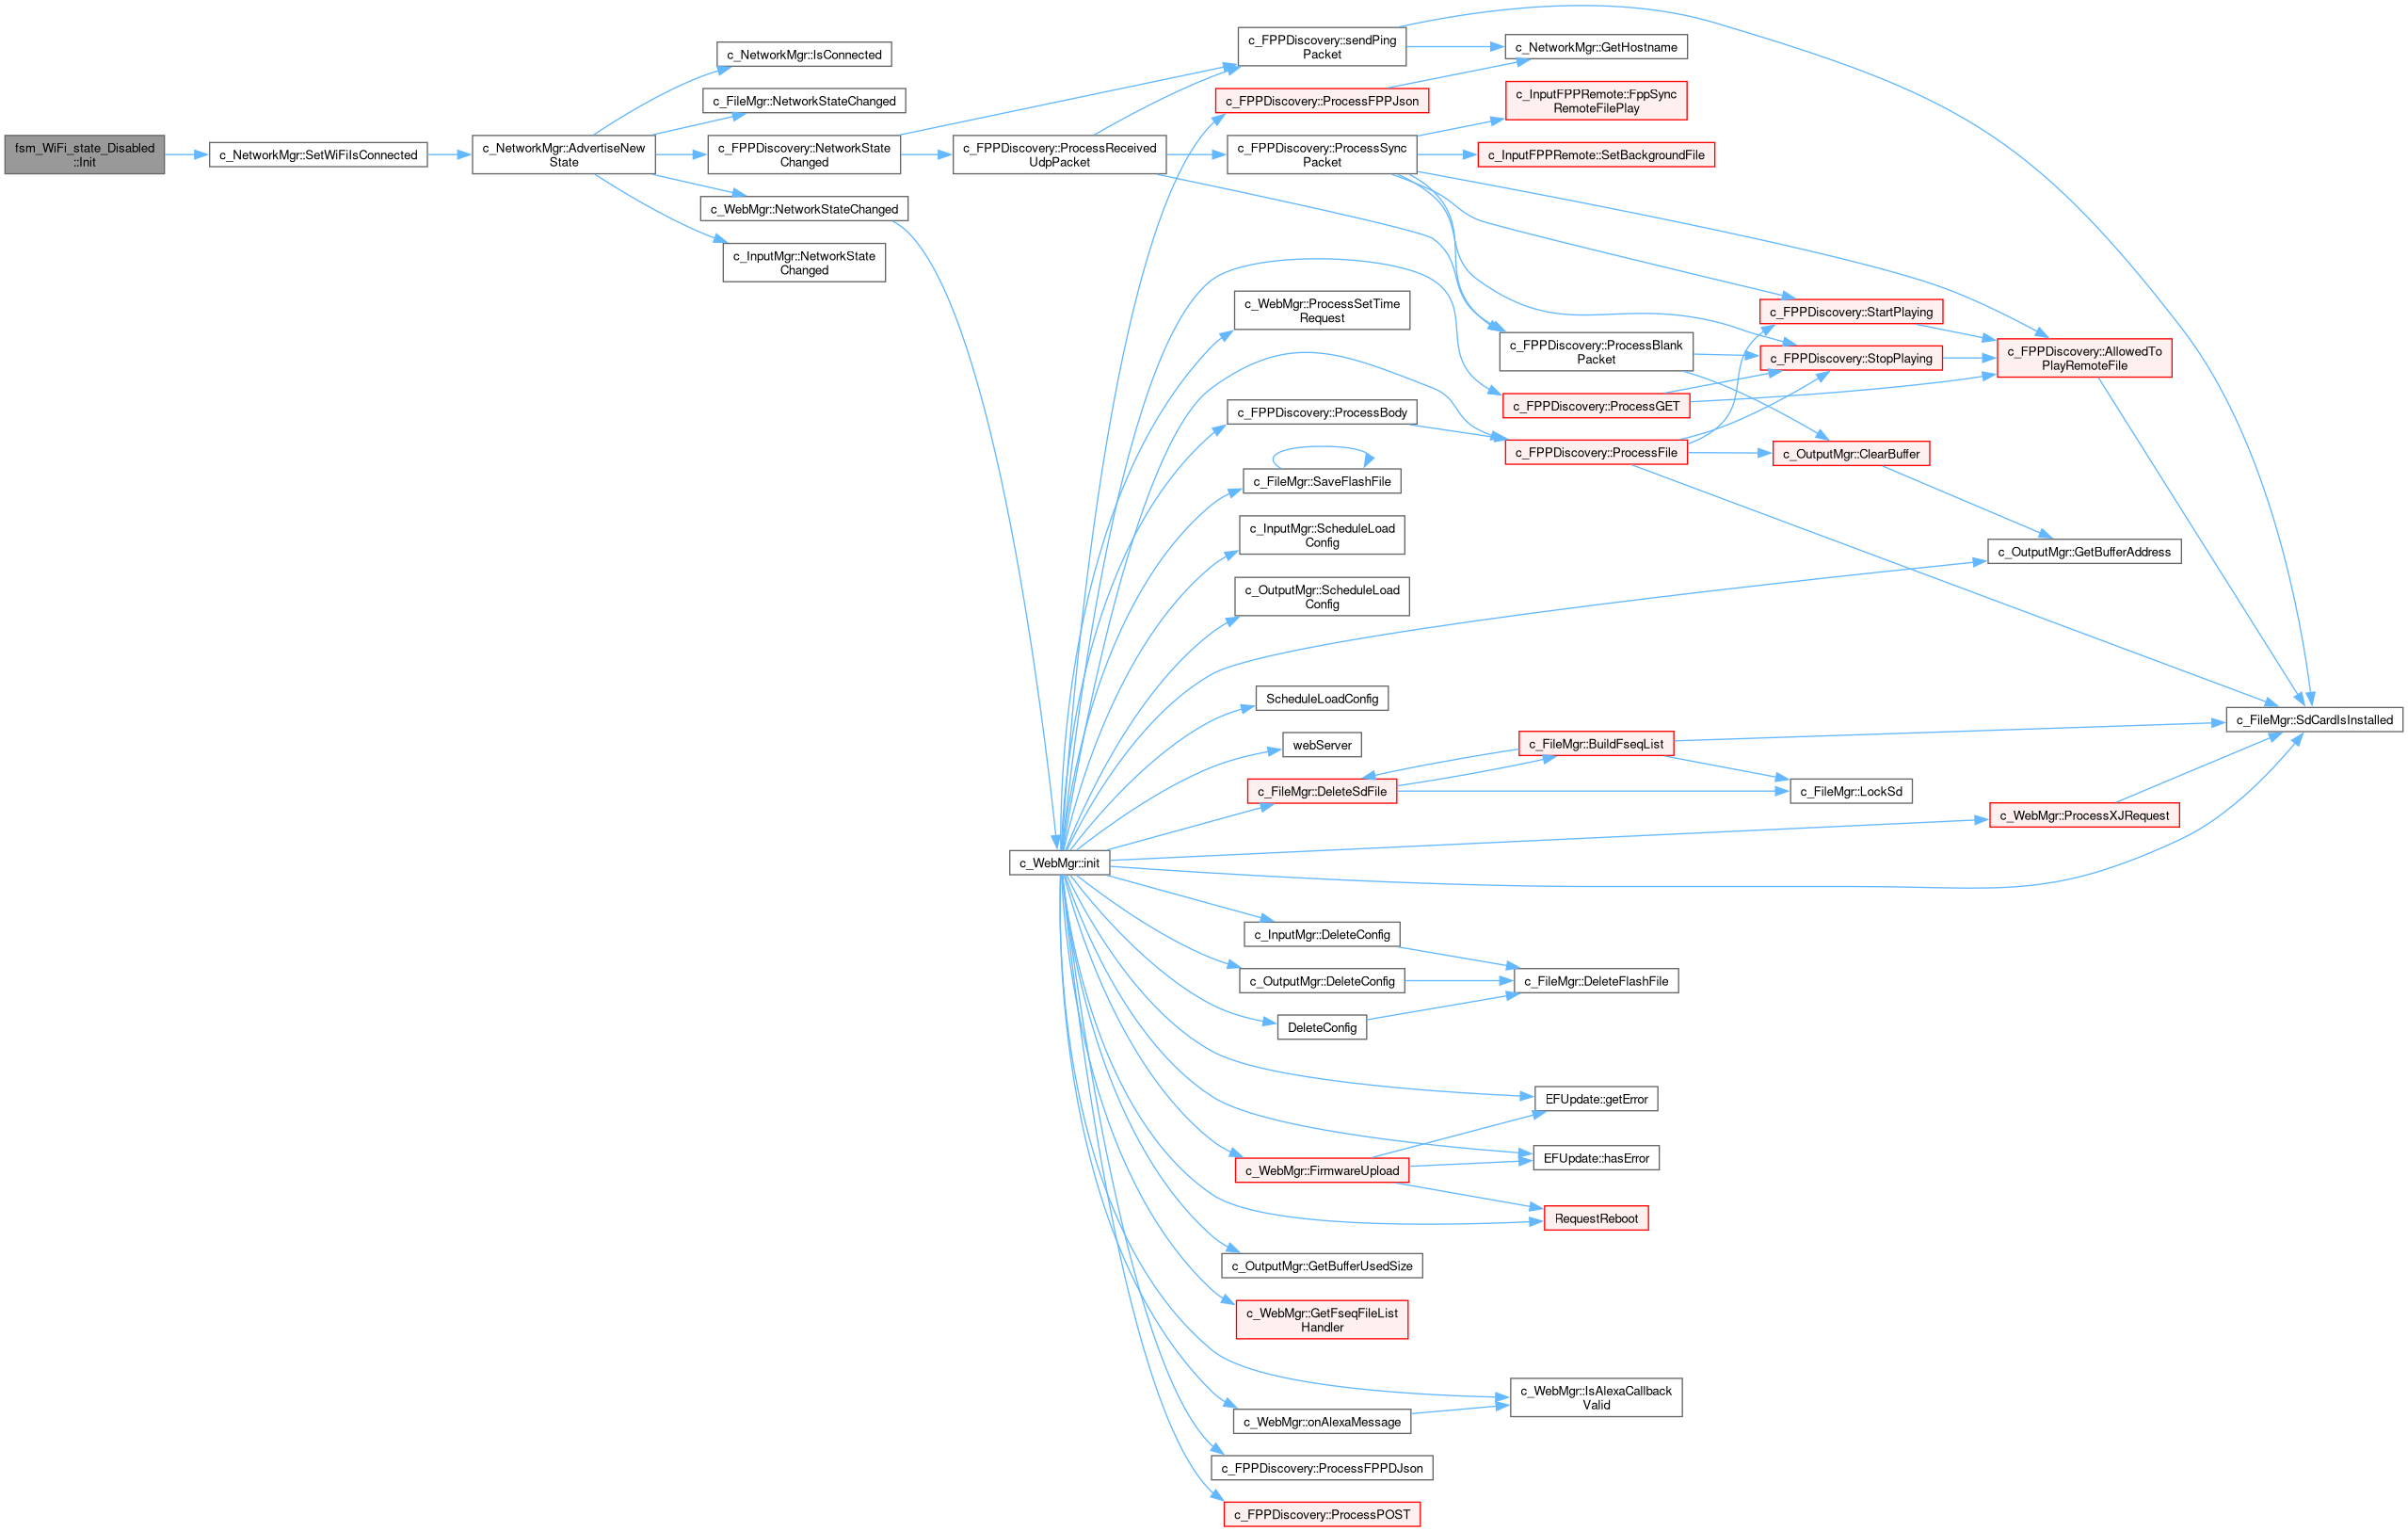 fsm_WiFi_state_Disabled
::Init
c_NetworkMgr::SetWiFiIsConnected
c_NetworkMgr::AdvertiseNew
State
c_NetworkMgr::IsConnected
c_FileMgr::NetworkStateChanged
c_FPPDiscovery::NetworkState
Changed
c_WebMgr::NetworkStateChanged
c_InputMgr::NetworkState
Changed
c_FPPDiscovery::ProcessReceived
UdpPacket
c_WebMgr::init
c_FPPDiscovery::sendPing
Packet
c_FPPDiscovery::ProcessFPPJson
c_FPPDiscovery::ProcessSync
Packet
c_WebMgr::ProcessSetTime
Request
c_FPPDiscovery::ProcessBody
c_FileMgr::SaveFlashFile
c_InputMgr::ScheduleLoad
Config
c_OutputMgr::ScheduleLoad
Config
ScheduleLoadConfig
webServer
c_FileMgr::DeleteSdFile
c_InputMgr::DeleteConfig
c_OutputMgr::DeleteConfig
DeleteConfig
c_WebMgr::FirmwareUpload
c_OutputMgr::GetBufferUsedSize
c_WebMgr::GetFseqFileList
Handler
c_WebMgr::onAlexaMessage
c_FPPDiscovery::ProcessFPPDJson
c_FPPDiscovery::ProcessPOST
c_NetworkMgr::GetHostname
c_InputFPPRemote::FppSync
RemoteFilePlay
c_InputFPPRemote::SetBackgroundFile
c_FPPDiscovery::ProcessBlank
Packet
c_FPPDiscovery::ProcessGET
c_FPPDiscovery::ProcessFile
c_FileMgr::BuildFseqList
c_FileMgr::DeleteFlashFile
EFUpdate::getError
EFUpdate::hasError
RequestReboot
c_WebMgr::IsAlexaCallback
Valid
c_FPPDiscovery::StartPlaying
c_FPPDiscovery::StopPlaying
c_OutputMgr::ClearBuffer
c_FileMgr::LockSd
c_FPPDiscovery::AllowedTo
PlayRemoteFile
c_OutputMgr::GetBufferAddress
c_WebMgr::ProcessXJRequest
c_FileMgr::SdCardIsInstalled